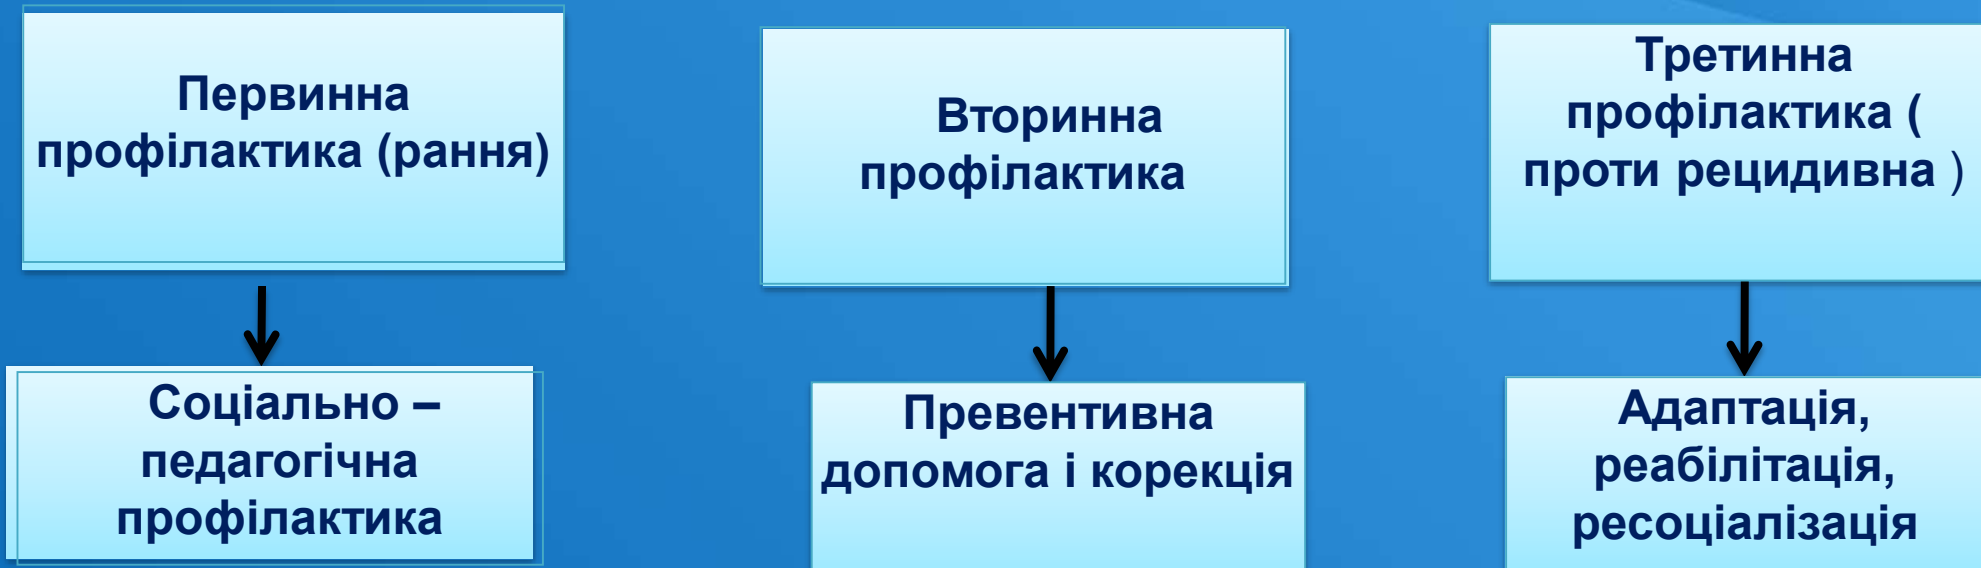 Первинна
профілактика (рання)
Вторинна
профілактика
Третинна
профілактика (
проти рецидивна )
Соціально –
педагогічна
профілактика
Превентивна
допомога і корекція
Адаптація,
реабілітація,
ресоціалізація